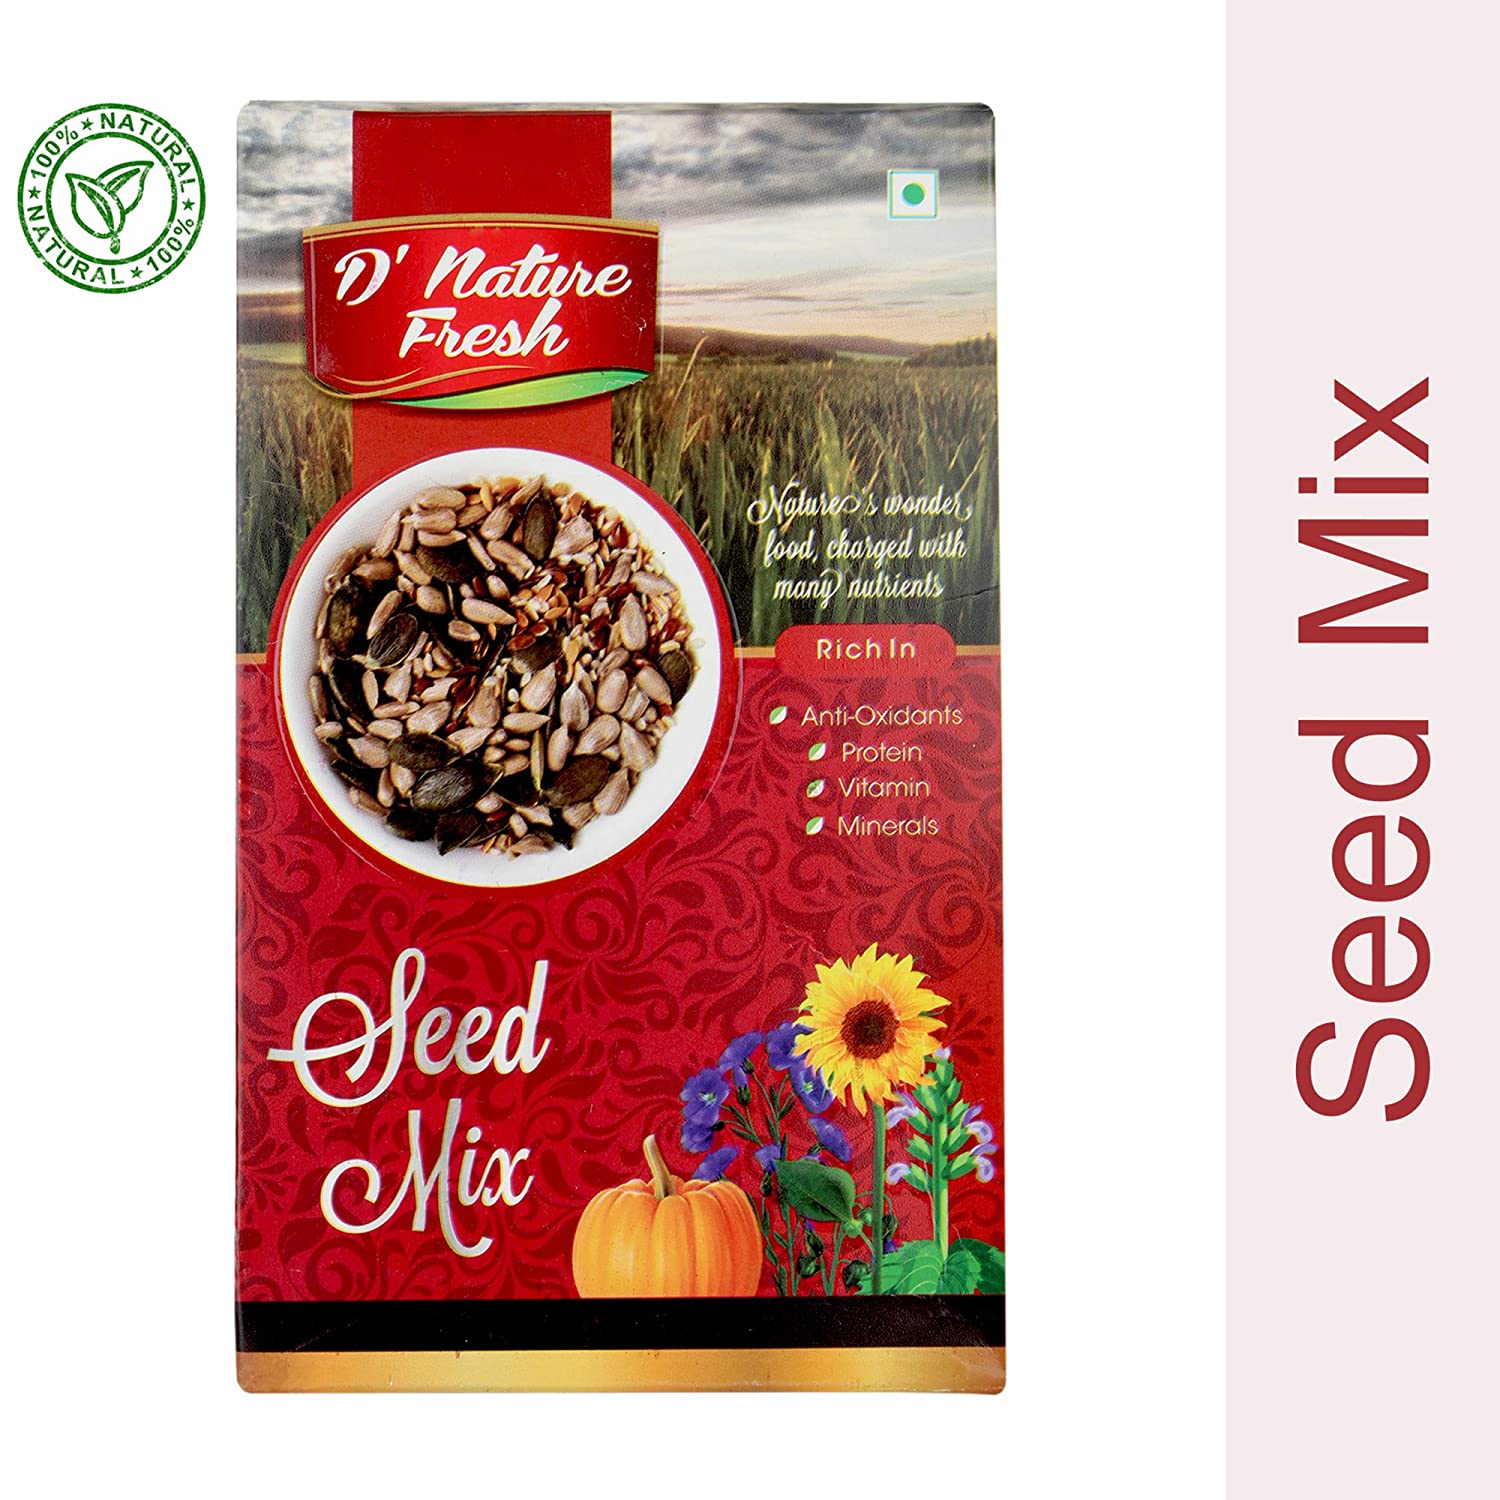 100% ★ NATURAL ★ 100% ★ NATURAL ★
D' Nature
Fresh
Nature's wonder
food, charged with
many nutrients
Rich In
Anti-Oxidants
Protein
Vitamin
Minerals
Seed
Mix
Seed Mix